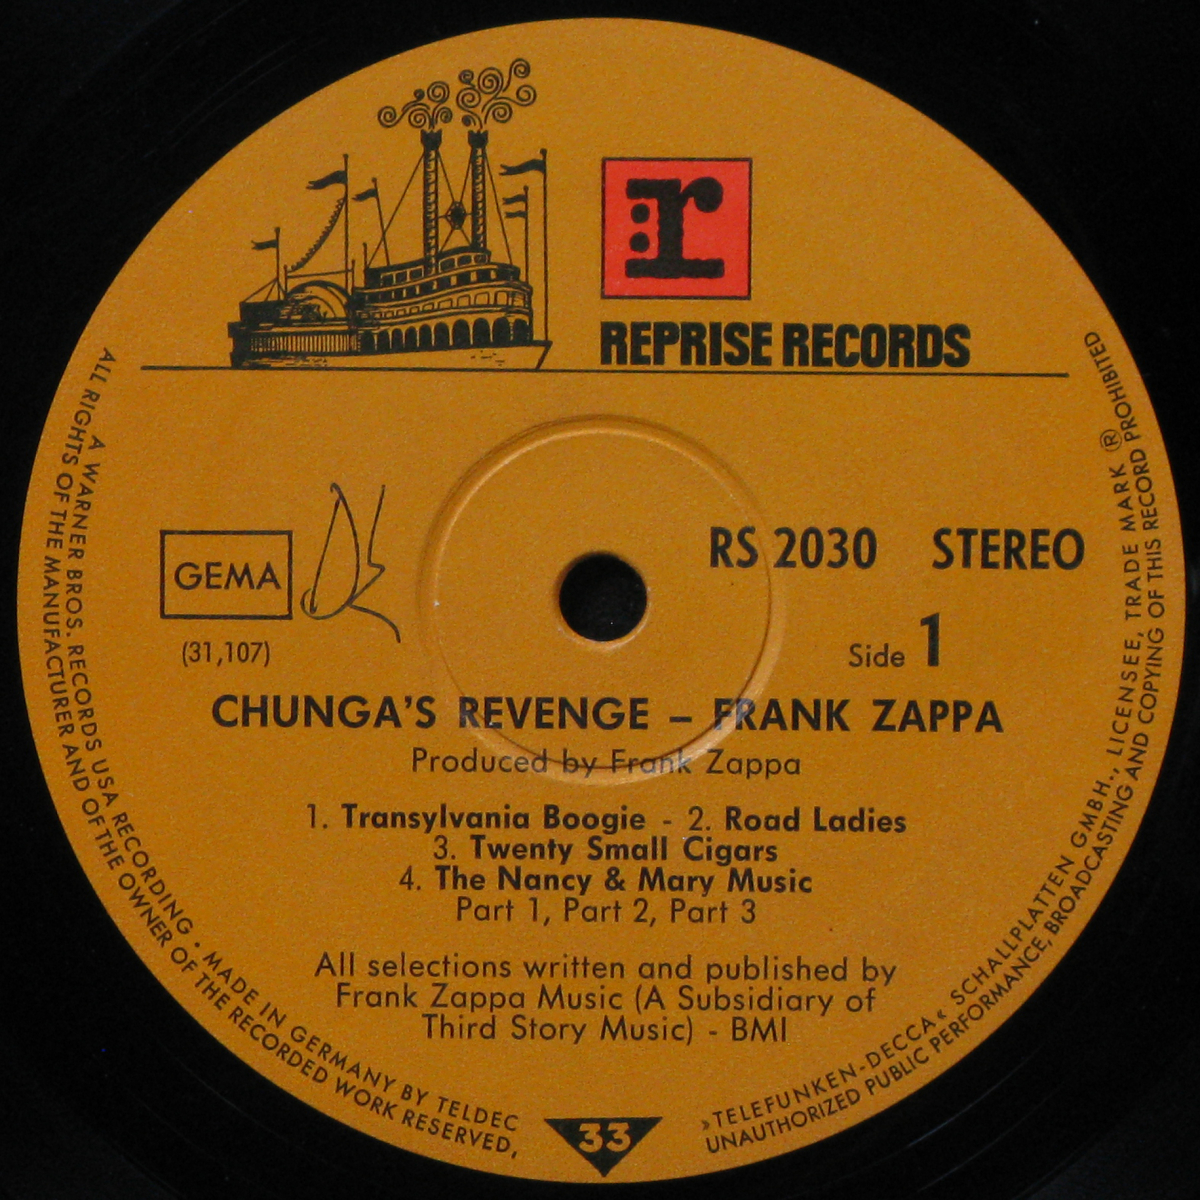 r
REPRISE RECORDS
GEMA
(31,107)
RS 2030 STEREO
Side 1
CHUNGA'S REVENGE – FRANK ZAPPA
Produced by Frank Zappa
1. Transylvania Boogie - 2. Road Ladies
3. Twenty Small Cigars
4. The Nancy & Mary Music
Part 1, Part 2, Part 3
All selections written and published by
Frank Zappa Music (A Subsidiary of
Third Story Music) - BMI
33
A WARNER BROS. RECORDS USA RECORDING · MADE IN GERMANY BY TELDEC
»TELEFUNKEN-DECCA« SCHALLPLATTEN GMBH., LICENSEE, TRADE MARK ®
ALL RIGHTS OF THE MANUFACTURER AND OF THE OWNER OF THE RECORDED WORK RESERVED,
UNAUTHORIZED PUBLIC PERFORMANCE, BROADCASTING AND COPYING OF THIS RECORD PROHIBITED